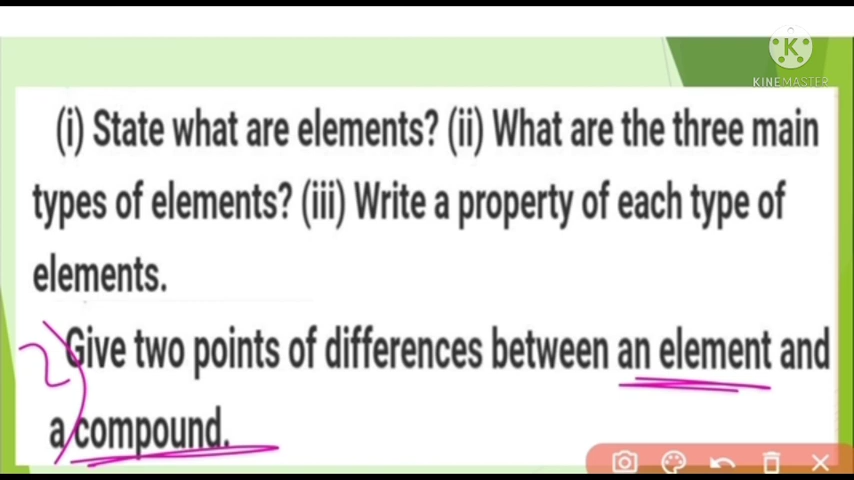 K
KINEMASTER
(i) State what are elements? (ii) What are the three main
types of elements? (iii) Write a property of each type of
elements.
2) Give two points of differences between an element and
a compound.